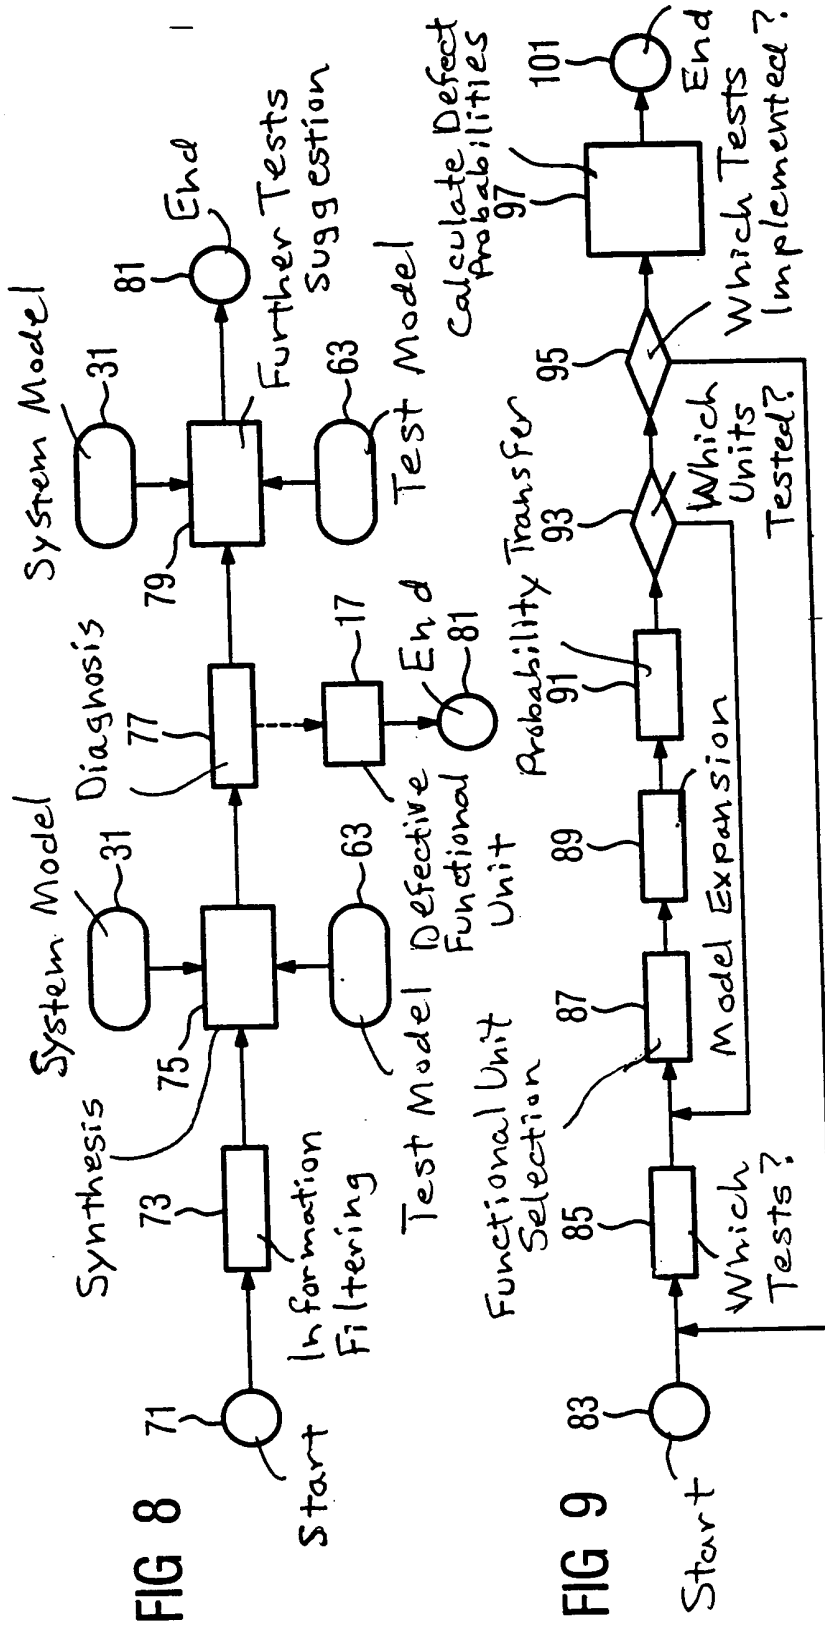 FIG 8
71
Start
73
Information
Filtering
Synthesis
75
System Model
31
63
Test Model
Diagnosis
77
17
Defective
Functional
Unit
End
81
System Model
31
79
63
Test Model
Further Tests
Suggestion
81
End
FIG 9
83
Start
85
Which
Tests?
Functional Unit
Selection
87
89
Model Expansion
Probability Transfer
91
93
Which
Units
Tested?
95
Which Tests
Implemented?
Calculate Defect
Probabilities
97
101
End